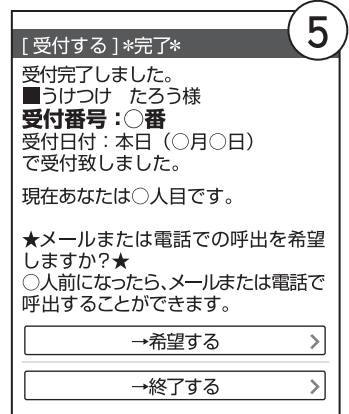 5
[受付する]*完了*
受付完了しました。
■うけつけ　たろう様
受付番号：○番
受付日付：本日（○月○日）
で受付致しました。
現在あなたは○人目です。
★メールまたは電話での呼出を希望
しますか？★
○人前になったら、メールまたは電話で
呼出することができます。
→希望する
→終了する